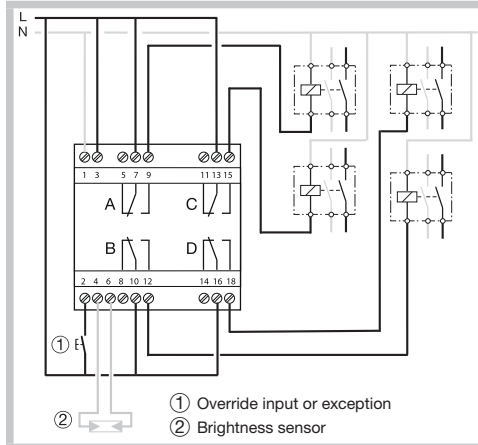 L
N
1 3 5 7 9 11 13 15
A C
B D
2 4 6 8 10 12 14 16 18
1
2
1 Override input or exception
2 Brightness sensor